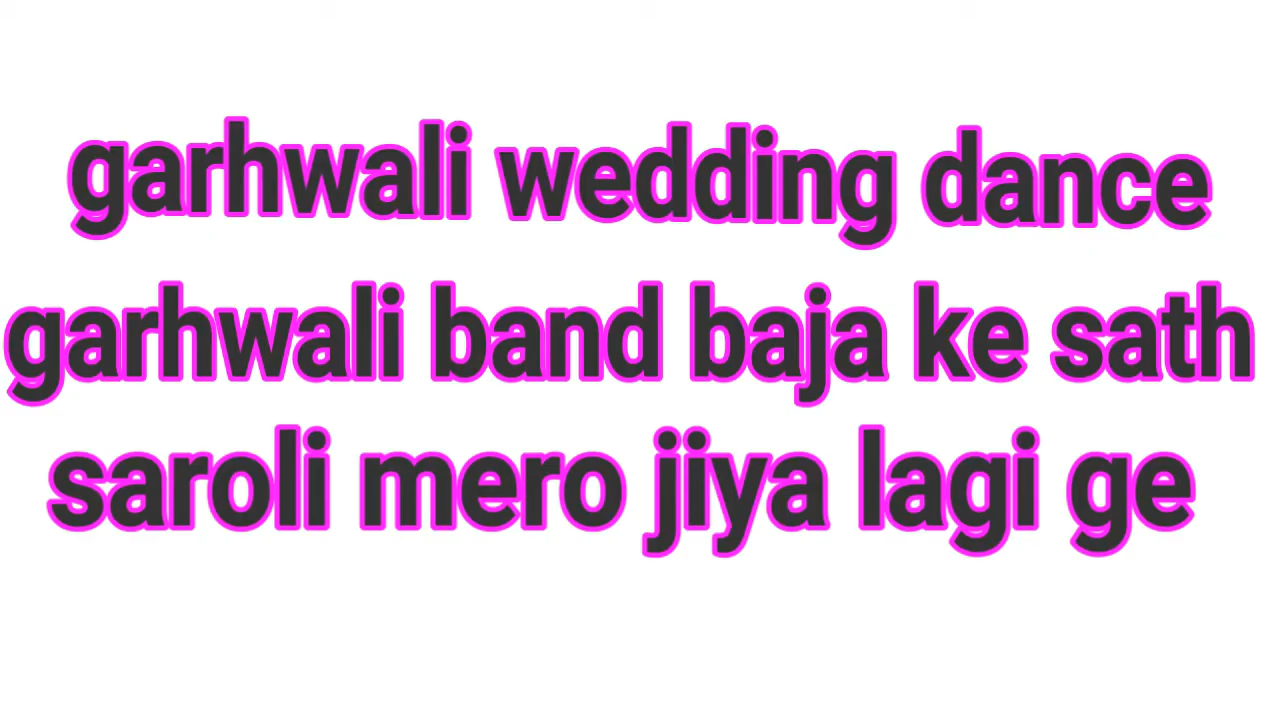 garhwali wedding dance
garhwali band baja ke sath
saroli mero jiya lagi ge